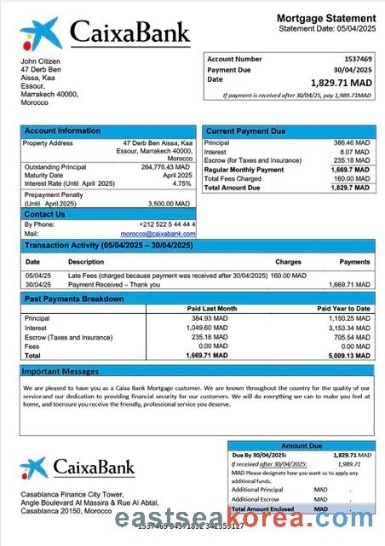 CaixaBank
Mortgage Statement
Statement Date: 05/04/2025
John Citizen
47 Derb Ben
Aissa, Kaa
Essour,
Marrakech 40000,
Morocco
Account Number 1537469
Payment Due 30/04/2025
Date 1,829.71 MAD
If payment is received after 30/04/25, pay 1,989.71MAD
Account Information
Property Address 47 Derb Ben Aissa, Kaa
Essour, Marrakech 40000,
Morocco
Outstanding Principal 264,776.43 MAD
Maturity Date April 2025
Interest Rate (Until April 2025) 4.75%
Prepayment Penalty
(Until April 2025) 3,500.00 MAD
Contact Us
By Phone: +212 522 5 44444
Mail: morocco@caixabank.com
Current Payment Due
Principal 386.46 MAD
Interest 8.07 MAD
Escrow (for Taxes and Insurance) 235.18 MAD
Regular Monthly Payment 1,669.7 MAD
Total Fees Charged 160.00 MAD
Total Amount Due 1,829.7 MAD
Transaction Activity (05/04/2025 – 30/04/2025)
Date Description Charges Payments
05/04/25 Late Fees (charged because payment was received after 30/04/2025) 160.00 MAD
30/04/25 Payment Received – Thank you 1,669.71 MAD
Past Payments Breakdown
Paid Last Month Paid Year to Date
Principal 384.93 MAD 1,150.25 MAD
Interest 1,049.60 MAD 3,153.34 MAD
Escrow (Taxes and Insurance) 235.18 MAD 705.54 MAD
Fees 0.00 MAD 0.00 MAD
Total 1,669.71 MAD 5,009.13 MAD
Important Messages
We are pleased to have you as a Caixa Bank Mortgage customer. We are known throughout the country for the quality of our
service and our dedication to providing financial security for our customers. We will do everything we can to make you feel at
home, and to ensure you receive the friendly, professional service you deserve.
CaixaBank
Casablanca Finance City Tower,
Angle Boulevard Al Massira & Rue Al Abtal,
Casablanca 20150, Morocco
Amount Due
Due By 30/04/2025: 1,829.71 MAD
If received after 30/04/2025: 1,989.71
MAD Please designate how you want us to apply any
additional funds.
Additional Principal MAD .
Additional Escrow MAD .
Total Amount Enclosed MAD .
eastseakorea.com